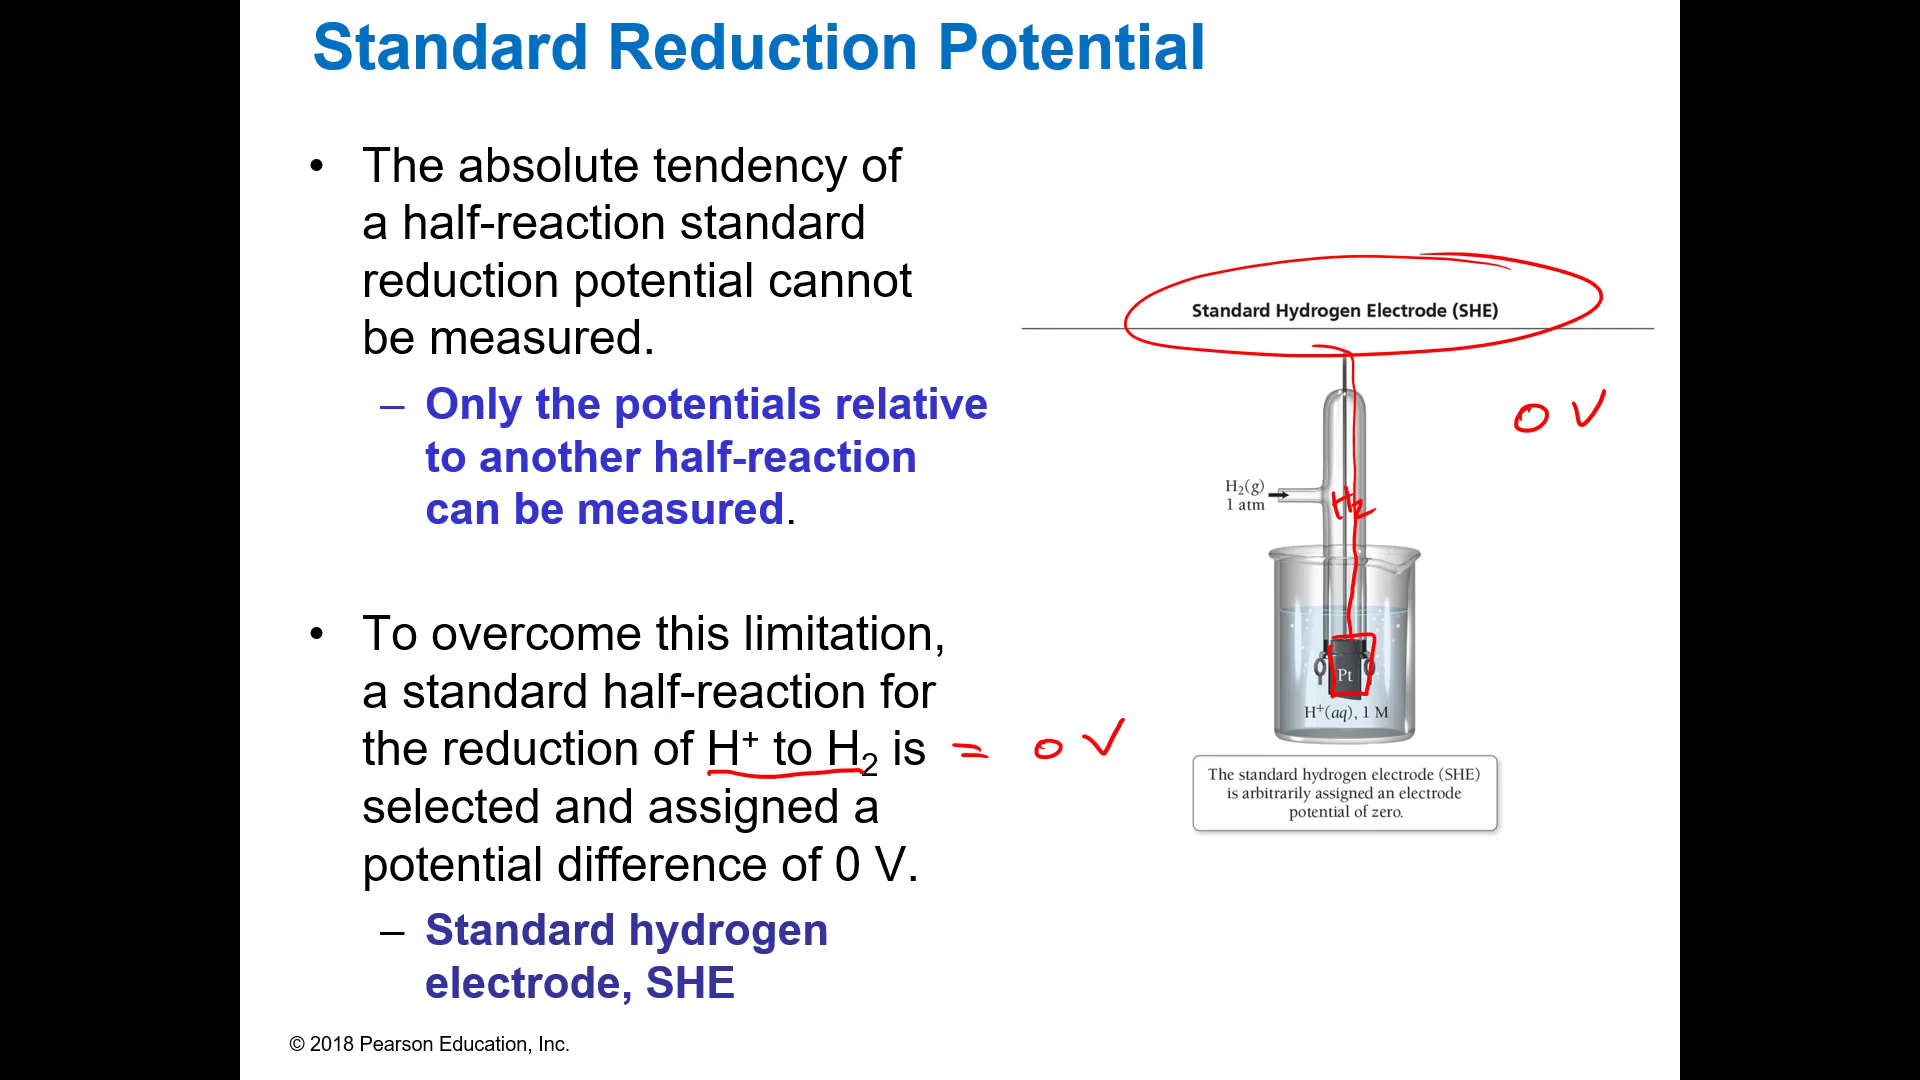 Standard Reduction Potential
• The absolute tendency of
a half-reaction standard
reduction potential cannot
be measured.
– Only the potentials relative
to another half-reaction
can be measured.
• To overcome this limitation,
a standard half-reaction for
the reduction of H⁺ to H₂ is = 0 V
selected and assigned a
potential difference of 0 V.
– Standard hydrogen
electrode, SHE
Standard Hydrogen Electrode (SHE)
0 V
H₂(g)
1 atm
H₂
Pt
H⁺(aq), 1 M
The standard hydrogen electrode (SHE)
is arbitrarily assigned an electrode
potential of zero.
© 2018 Pearson Education, Inc.